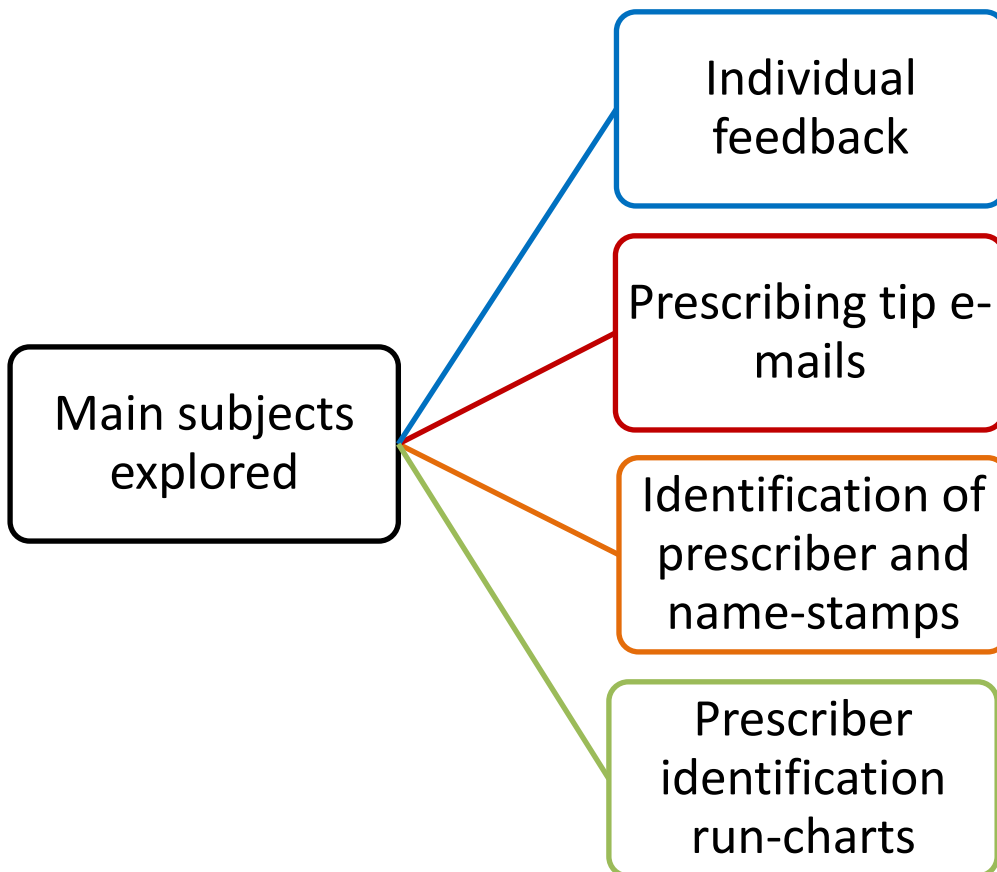 Individual
feedback
Prescribing tip e-
mails
Main subjects
explored
Identification of
prescriber and
name-stamps
Prescriber
identification
run-charts